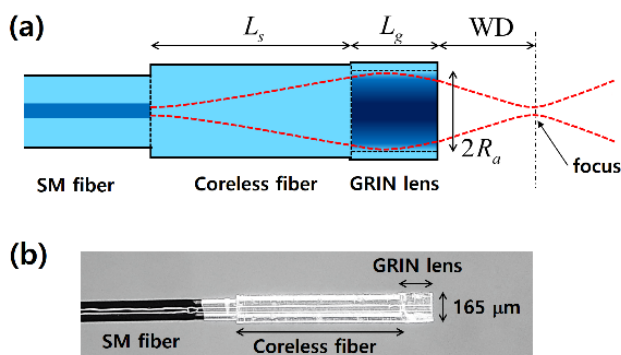 (a)
L_s
L_g
WD
2R_a
focus
SM fiber
Coreless fiber
GRIN lens
(b)
GRIN lens
165 μm
SM fiber
Coreless fiber